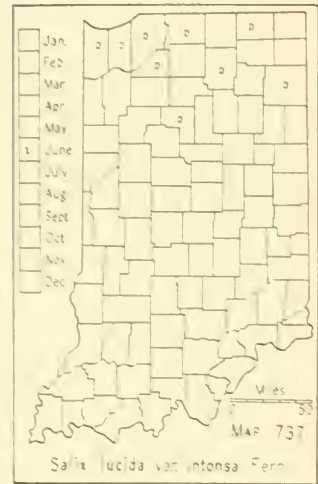 Jan.
Feb.
Mar.
Apr.
May
x June
July
Aug.
Sept.
Oct.
Nov.
Dec.
D D D D D
D D D
D
Miles
0 50
MAP 737
Salix lucida var. intonsa Fern.